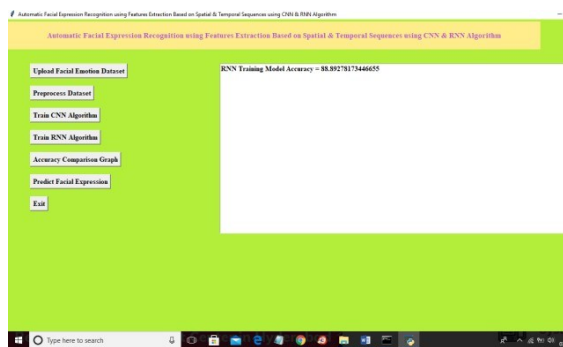 Automatic Facial Expression Recognition using Features Extraction Based on Spatial & Temporal Sequences using CNN & RNN Algorithm
Automatic Facial Expression Recognition using Features Extraction Based on Spatial & Temporal Sequences using CNN & RNN Algorithm
Upload Facial Emotion Dataset
RNN Training Model Accuracy = 88.89278173446655
Preprocess Dataset
Train CNN Algorithm
Train RNN Algorithm
Accuracy Comparison Graph
Predict Facial Expression
Exit
Type here to search